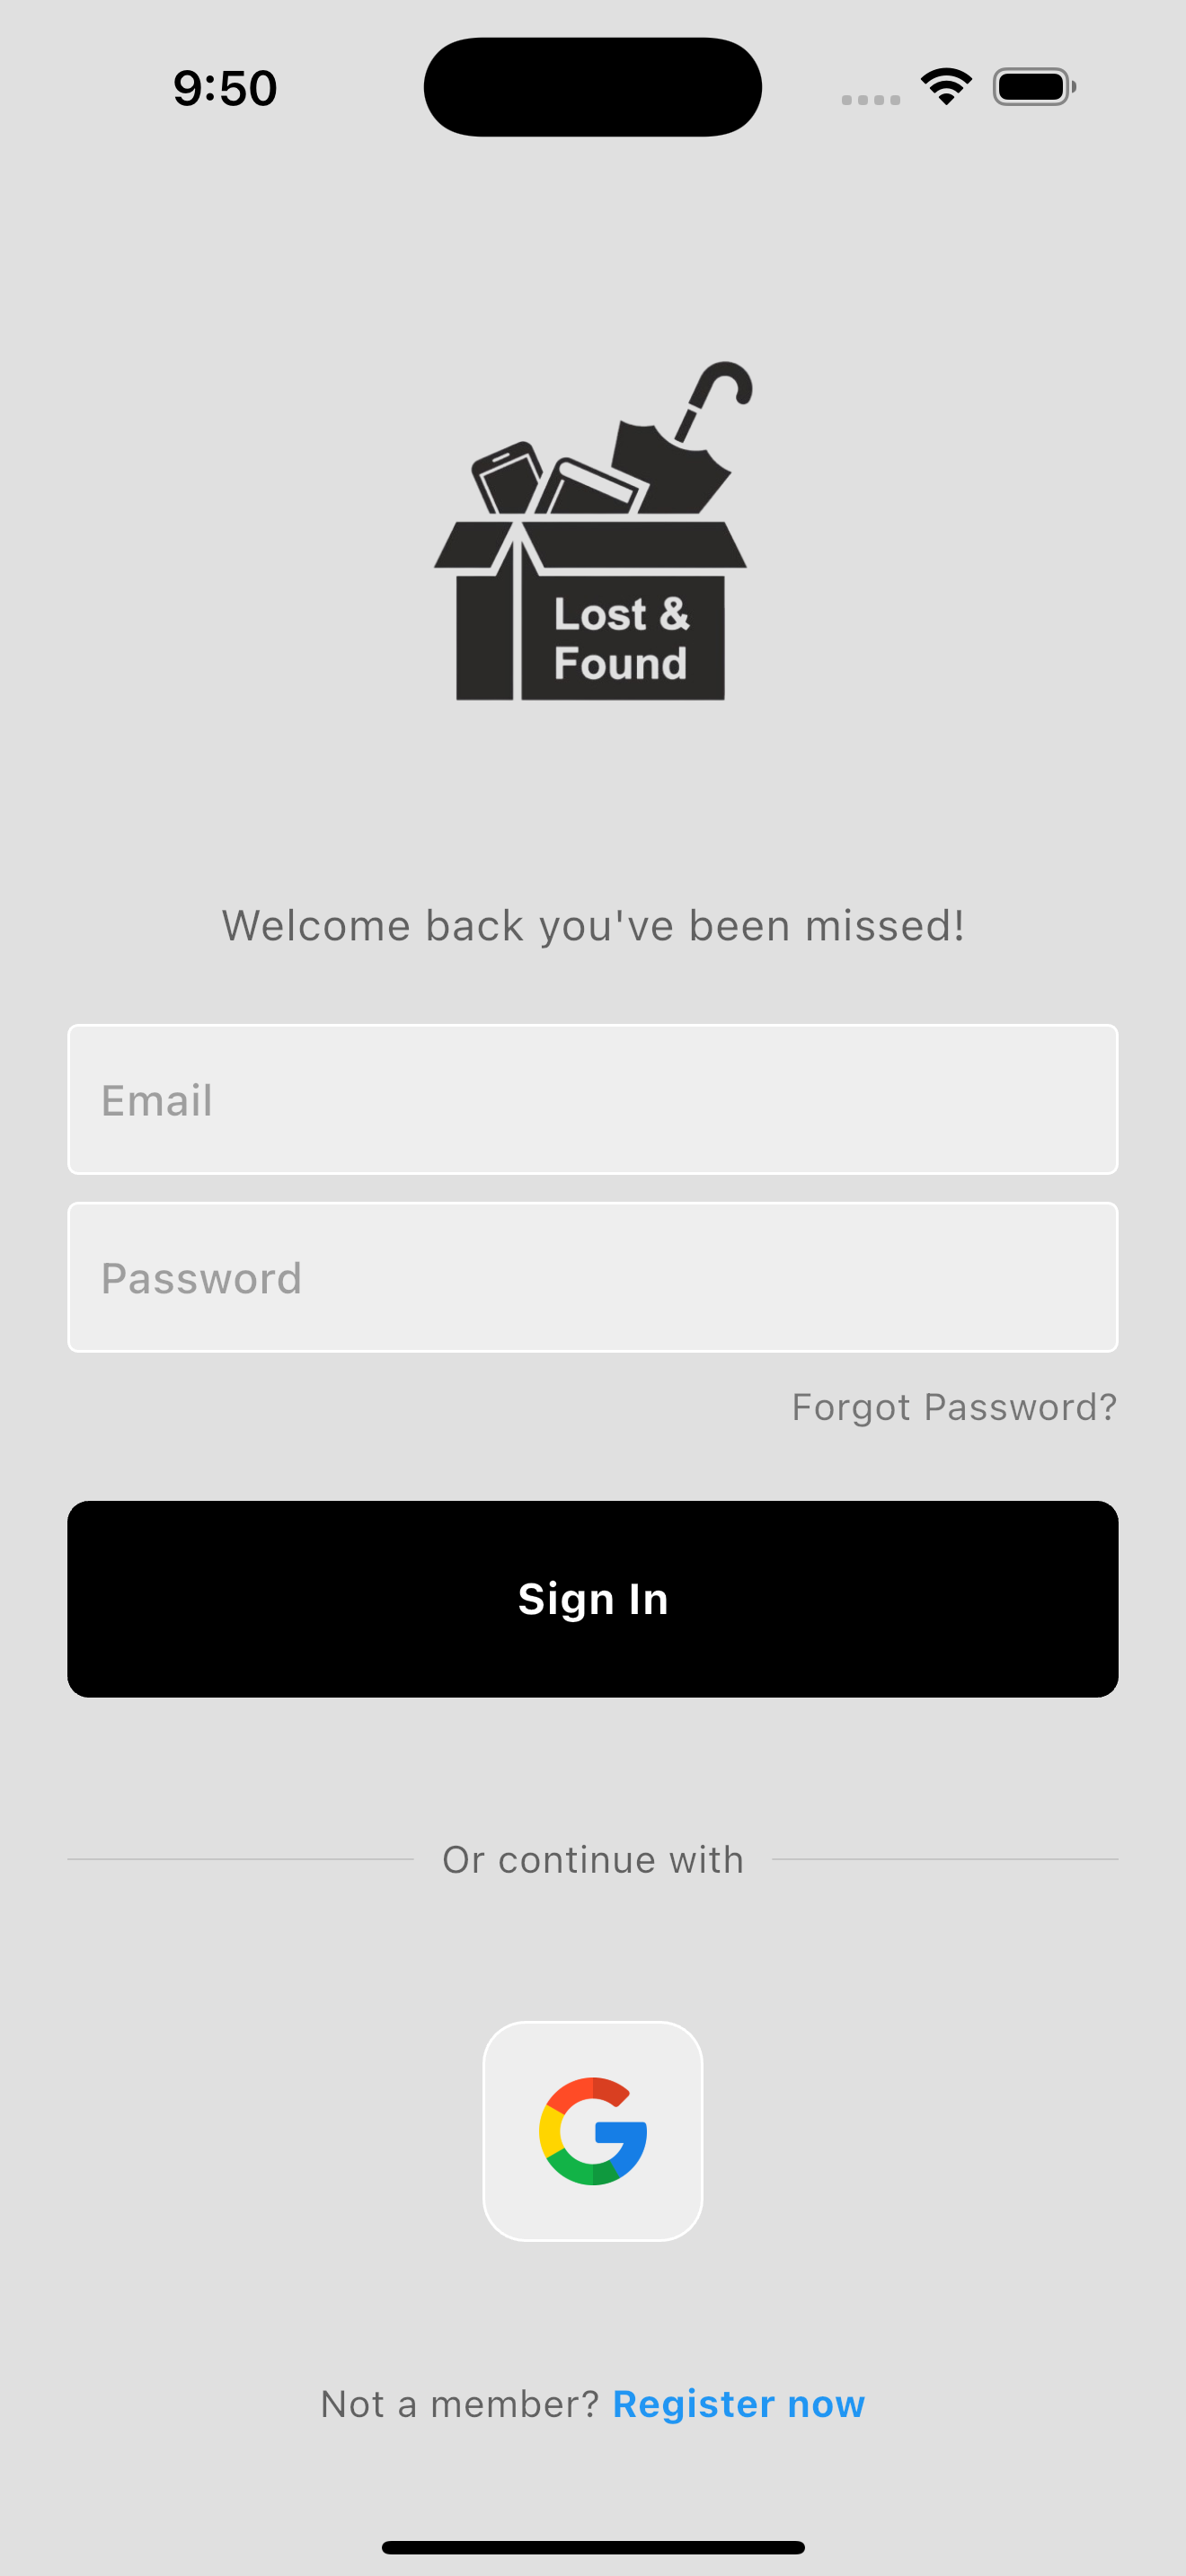 9:50
Lost &
Found
Welcome back you've been missed!
Email
Password
Forgot Password?
Sign In
Or continue with
Not a member? Register now